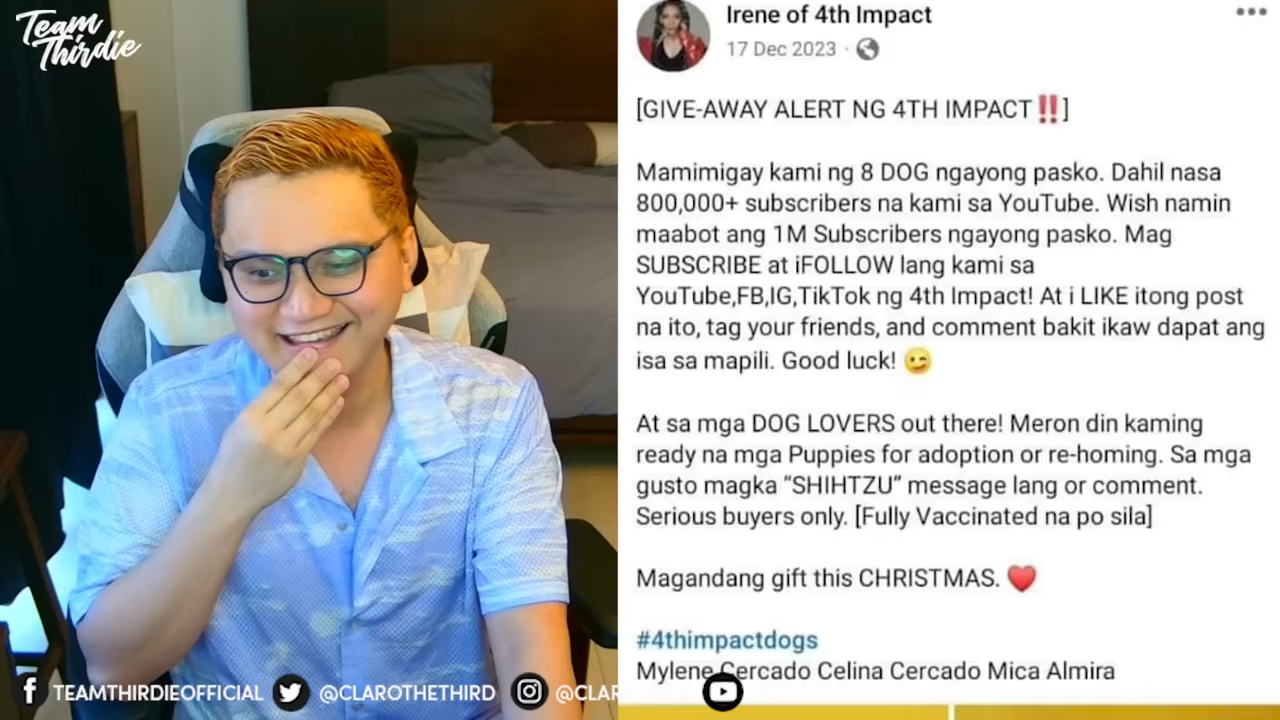 Team
Thirdie
Irene of 4th Impact
17 Dec 2023 ·
[GIVE-AWAY ALERT NG 4TH IMPACT‼️]
Mamimigay kami ng 8 DOG ngayong pasko. Dahil nasa
800,000+ subscribers na kami sa YouTube. Wish namin
maabot ang 1M Subscribers ngayong pasko. Mag
SUBSCRIBE at iFOLLOW lang kami sa
YouTube,FB,IG,TikTok ng 4th Impact! At i LIKE itong post
na ito, tag your friends, and comment bakit ikaw dapat ang
isa sa mapili. Good luck! 😉
At sa mga DOG LOVERS out there! Meron din kaming
ready na mga Puppies for adoption or re-homing. Sa mga
gusto magka “SHIHTZU” message lang or comment.
Serious buyers only. [Fully Vaccinated na po sila]
Magandang gift this CHRISTMAS. ❤️
#4thimpactdogs
Mylene Cercado Celina Cercado Mica Almira
TEAMTHIRDIEOFFICIAL @CLAROTHETHIRD @CLAR